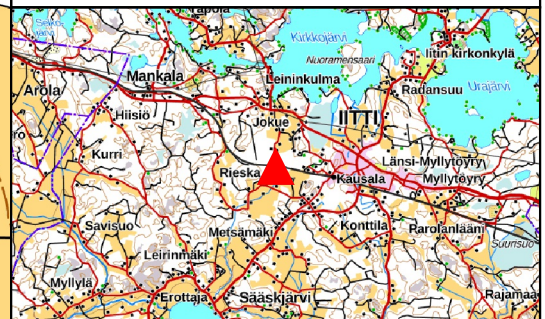 Tapola
Kirkkojärvi
Iitin kirkonkylä
Nuoramensaari
Mankala
Leininkulma
Urajärvi
Arola
Radansuu
Hiisiö
Jokue
IITTI
Kurri
Länsi-Myllytöyry
Rieska
Kausala
Myllytöyry
Savisuo
Metsämäki
Konttila
Parolanlääni
Leirinmäki
Suurisuo
Myllylä
Erottaja
Sääskjärvi
Rajamaa